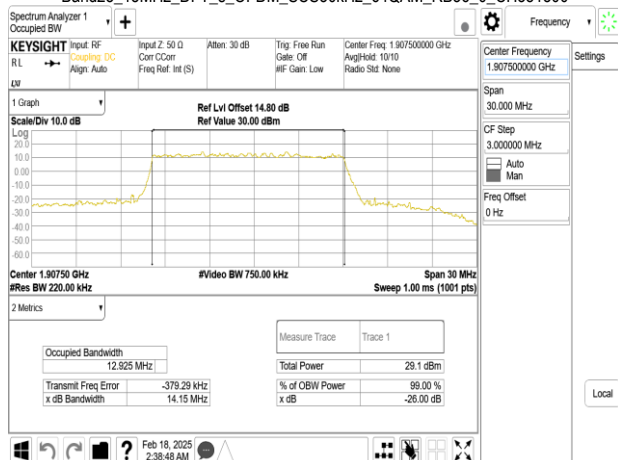 Spectrum Analyzer 1
Occupied BW
Frequency
Settings
KEYSIGHT
Input: RF
Coupling: DC
Align: Auto
Input Z: 50 Ω
Corr CCorr
Freq Ref: Int (S)
Atten: 30 dB
Trig: Free Run
Gate: Off
#IF Gain: Low
Center Freq: 1.907500000 GHz
Avg|Hold: 10/10
Radio Std: None
RL
LXI
Center Frequency
1.907500000 GHz
Span
30.000 MHz
CF Step
3.000000 MHz
Auto
Man
Freq Offset
0 Hz
1 Graph
Ref Lvl Offset 14.80 dB
Scale/Div 10.0 dB
Ref Value 30.00 dBm
Log
20.0
10.0
0.00
-10.0
-20.0
-30.0
-40.0
-50.0
-60.0
Center 1.90750 GHz
#Video BW 750.00 kHz
Span 30 MHz
#Res BW 220.00 kHz
Sweep 1.00 ms (1001 pts)
2 Metrics
Measure Trace
Trace 1
Occupied Bandwidth
12.925 MHz
Total Power
29.1 dBm
Transmit Freq Error
-379.29 kHz
% of OBW Power
99.00 %
x dB Bandwidth
14.15 MHz
x dB
-26.00 dB
Local
Feb 18, 2025
2:38:48 AM